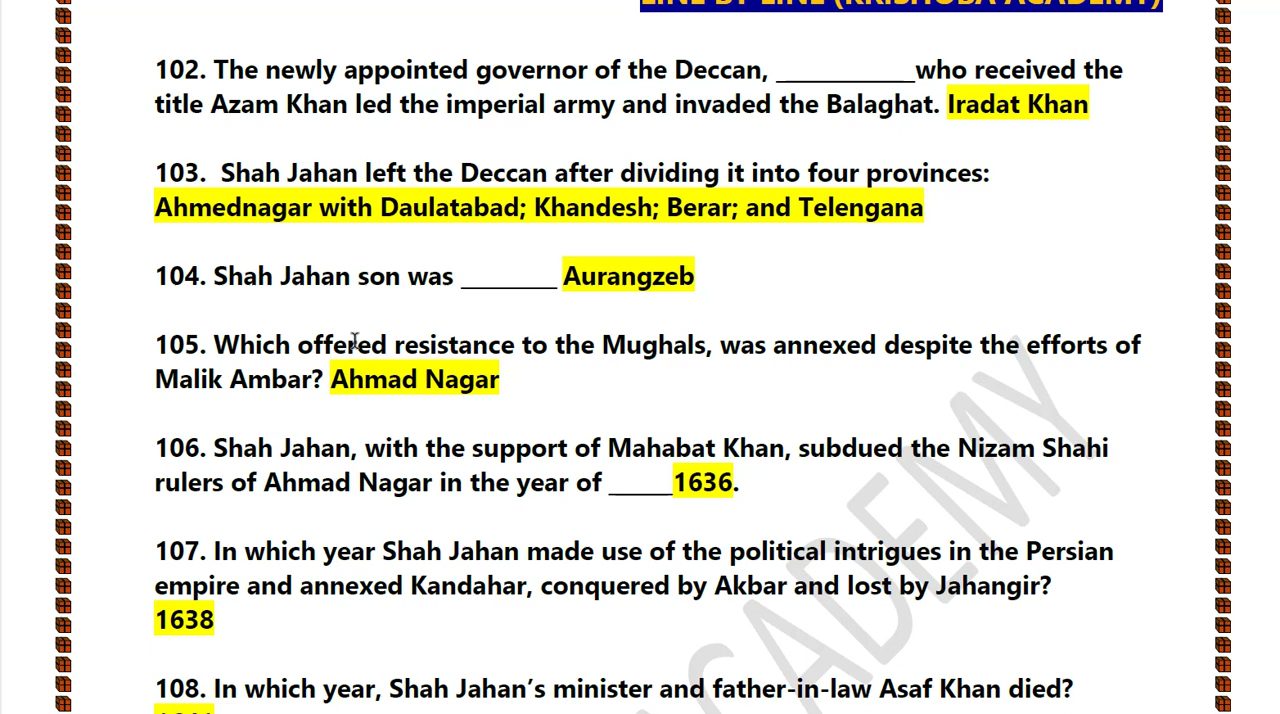 LINE BY LINE (KRISHOBA ACADEMY)
102. The newly appointed governor of the Deccan, ___________who received the
title Azam Khan led the imperial army and invaded the Balaghat. Iradat Khan
103.  Shah Jahan left the Deccan after dividing it into four provinces:
Ahmednagar with Daulatabad; Khandesh; Berar; and Telengana
104. Shah Jahan son was ________ Aurangzeb
105. Which offered resistance to the Mughals, was annexed despite the efforts of
Malik Ambar? Ahmad Nagar
106. Shah Jahan, with the support of Mahabat Khan, subdued the Nizam Shahi
rulers of Ahmad Nagar in the year of _____1636.
107. In which year Shah Jahan made use of the political intrigues in the Persian
empire and annexed Kandahar, conquered by Akbar and lost by Jahangir?
1638
108. In which year, Shah Jahan’s minister and father-in-law Asaf Khan died?
ACADEMY